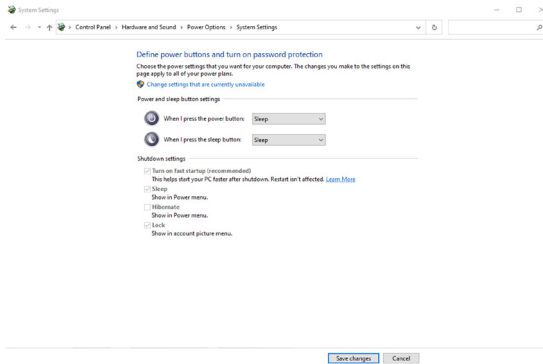 System Settings
Control Panel > Hardware and Sound > Power Options > System Settings
Define power buttons and turn on password protection
Choose the power settings that you want for your computer. The changes you make to the settings on this
page apply to all of your power plans.
Change settings that are currently unavailable
Power and sleep button settings
When I press the power button: Sleep
When I press the sleep button: Sleep
Shutdown settings
Turn on fast startup (recommended)
This helps start your PC faster after shutdown. Restart isn't affected. Learn More
Sleep
Show in Power menu.
Hibernate
Show in Power menu.
Lock
Show in account picture menu.
Save changes Cancel